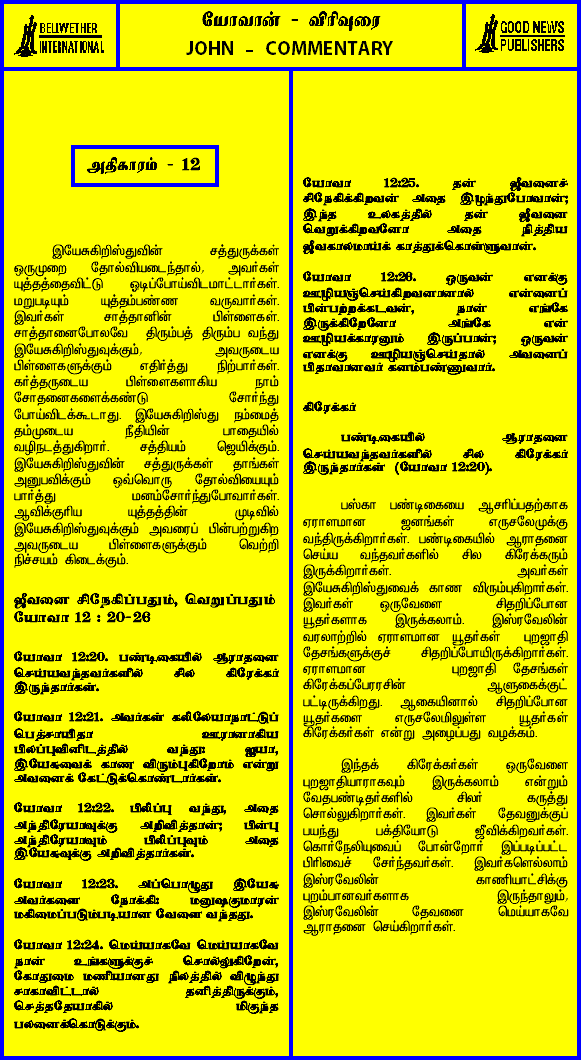 BELWETHER
INTERNATIONAL
யோவான் - விரிவுரை
JOHN - COMMENTARY
GOOD NEWS
PUBLISHERS
அதிகாரம் - 12
இயேசுகிறிஸ்துவின் சத்துருக்கள்
ஒருமுறை தோல்வியடைந்தால், அவர்கள்
யுத்தத்தைவிட்டு ஓடிப்போய்விடமாட்டார்கள்.
மறுபடியும் யுத்தம்பண்ண வருவார்கள்.
இவர்கள் சாத்தானின் பிள்ளைகள்.
சாத்தானைபோலவே திரும்பத் திரும்ப வந்து
இயேசுகிறிஸ்துவுக்கும், அவருடைய
பிள்ளைகளுக்கும் எதிர்த்து நிற்பார்கள்.
கர்த்தருடைய பிள்ளைகளாகிய நாம்
சோதனைகளைக்கண்டு சோர்ந்து
போய்விடக்கூடாது. இயேசுகிறிஸ்து நம்மைத்
தம்முடைய நீதியின் பாதையில்
வழிநடத்துகிறார். சத்தியம் ஜெயிக்கும்.
இயேசுகிறிஸ்துவின் சத்துருக்கள் தாங்கள்
அனுபவிக்கும் ஒவ்வொரு தோல்வியையும்
பார்த்து மனம்சோர்ந்துபோவார்கள்.
ஆவிக்குரிய யுத்தத்தின் முடிவில்
இயேசுகிறிஸ்துவுக்கும் அவரைப் பின்பற்றுகிற
அவருடைய பிள்ளைகளுக்கும் வெற்றி
நிச்சயம் கிடைக்கும்.
ஜீவனை சிநேகிப்பதும், வெறுப்பதும்
யோவா 12 : 20-26
யோவா 12:20. பண்டிகையில் ஆராதனை
செய்யவந்தவர்களில் சில கிரேக்கர்
இருந்தார்கள்.
யோவா 12:21. அவர்கள் கலிலேயாநாட்டுப்
பெத்சாயிதா ஊரானாகிய
பிலிப்புவினிடத்தில் வந்து: ஐயா,
இயேசுவைக் காண விரும்புகிறோம் என்று
அவனைக் கேட்டுக்கொண்டார்கள்.
யோவா 12:22. பிலிப்பு வந்து, அதை
அந்திரேயாவுக்கு அறிவித்தான்; பின்பு
அந்திரேயாவும் பிலிப்புவும் அதை
இயேசுவுக்கு அறிவித்தார்கள்.
யோவா 12:23. அப்பொழுது இயேசு
அவர்களை நோக்கி: மனுஷகுமாரன்
மகிமைப்படும்படியான வேளை வந்தது.
யோவா 12:24. மெய்யாகவே மெய்யாகவே
நான் உங்களுக்குச் சொல்லுகிறேன்,
கோதுமை மணியானது நிலத்தில் விழுந்து
சாகாவிட்டால் தனித்திருக்கும்,
செத்ததேயாகில் மிகுந்த
பலனைக்கொடுக்கும்.
யோவா 12:25. தன் ஜீவனைச்
சிநேகிக்கிறவன் அதை இழந்துபோவான்;
இந்த உலகத்தில் தன் ஜீவனை
வெறுக்கிறவனோ அதை நித்திய
ஜீவகாலமாய்க் காத்துக்கொள்ளுவான்.
யோவா 12:26. ஒருவன் எனக்கு
ஊழியஞ்செய்கிறவனானால் என்னைப்
பின்பற்றக்கடவன், நான் எங்கே
இருக்கிறேனோ அங்கே என்
ஊழியக்காரனும் இருப்பான்; ஒருவன்
எனக்கு ஊழியஞ்செய்தால் அவனைப்
பிதாவானவர் கனம்பண்ணுவார்.
கிரேக்கர்
பண்டிகையில் ஆராதனை
செய்யவந்தவர்களில் சில கிரேக்கர்
இருந்தார்கள் (யோவா 12:20).
பஸ்கா பண்டிகையை ஆசரிப்பதற்காக
ஏராளமான ஜனங்கள் எருசலேமுக்கு
வந்திருக்கிறார்கள். பண்டிகையில் ஆராதனை
செய்ய வந்தவர்களில் சில கிரேக்கரும்
இருக்கிறார்கள். அவர்கள்
இயேசுகிறிஸ்துவைக் காண விரும்புகிறார்கள்.
இவர்கள் ஒருவேளை சிதறிப்போன
யூதர்களாக இருக்கலாம். இஸ்ரவேலின்
வரலாற்றில் ஏராளமான யூதர்கள் புறஜாதி
தேசங்களுக்குச் சிதறிப்போயிருக்கிறார்கள்.
ஏராளமான புறஜாதி தேசங்கள்
கிரேக்கப்பேரரசின் ஆளுகைக்குட்
பட்டிருக்கிறது. ஆகையினால் சிதறிப்போன
யூதர்களை எருசலேமிலுள்ள யூதர்கள்
கிரேக்கர்கள் என்று அழைப்பது வழக்கம்.
இந்தக் கிரேக்கர்கள் ஒருவேளை
புறஜாதியாராகவும் இருக்கலாம் என்றும்
வேதபண்டிதர்களில் சிலர் கருத்து
சொல்லுகிறார்கள். இவர்கள் தேவனுக்குப்
பயந்து பக்தியோடு ஜீவிக்கிறவர்கள்.
கொர்நேலியுவைப் போன்றோர் இப்படிப்பட்ட
பிரிவைச் சேர்ந்தவர்கள். இவர்களெல்லாம்
இஸ்ரவேலின் காணியாட்சிக்கு
புறம்பானவர்களாக இருந்தாலும்,
இஸ்ரவேலின் தேவனை மெய்யாகவே
ஆராதனை செய்கிறார்கள்.